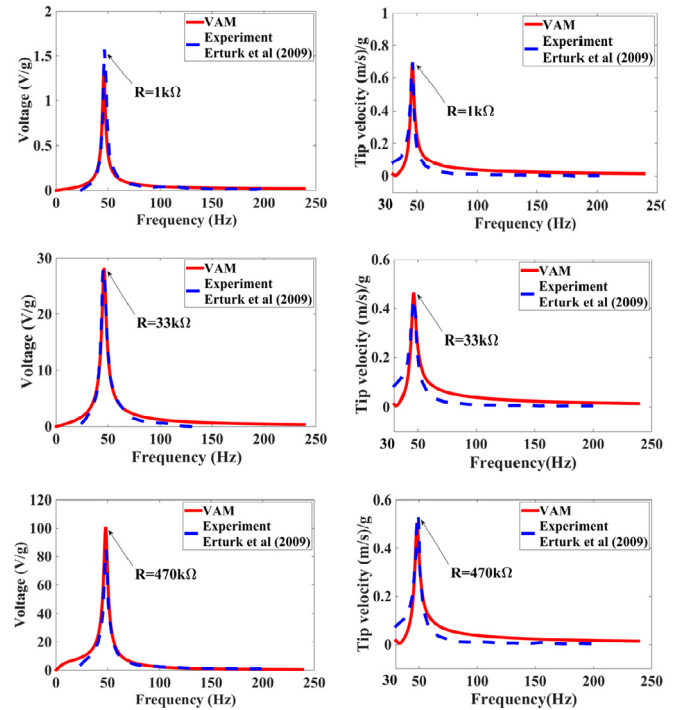 2
1.5
1
0.5
0
0 50 100 150 200 250
Voltage (V/g)
Frequency (Hz)
VAM
Experiment
Erturk et al (2009)
R=1kΩ
1
0.8
0.6
0.4
0.2
0
30 50 100 150 200
Tip velocity (m/s)/g
Frequency(Hz)
VAM
Experiment
Erturk et al (2009)
R=1kΩ
30
20
10
0
0 50 100 150 200 250
Voltage (V/g)
Frequency (Hz)
VAM
Experiment
Erturk et al (2009)
R=33kΩ
0.6
0.4
0.2
0
30 50 100 150 200 250
Tip velocity (m/s)/g
Frequency(Hz)
VAM
Experiment
Erturk et al (2009)
R=33kΩ
120
100
80
60
40
20
0
0 50 100 150 200 250
Voltage (V/g)
Frequency (Hz)
VAM
Experiment
Erturk et al (2009)
R=470kΩ
0.6
0.4
0.2
0
30 50 100 150 200 250
Tip velocity (m/s)/g
Frequency(Hz)
VAM
Experiment
Erturk et al (2009)
R=470kΩ